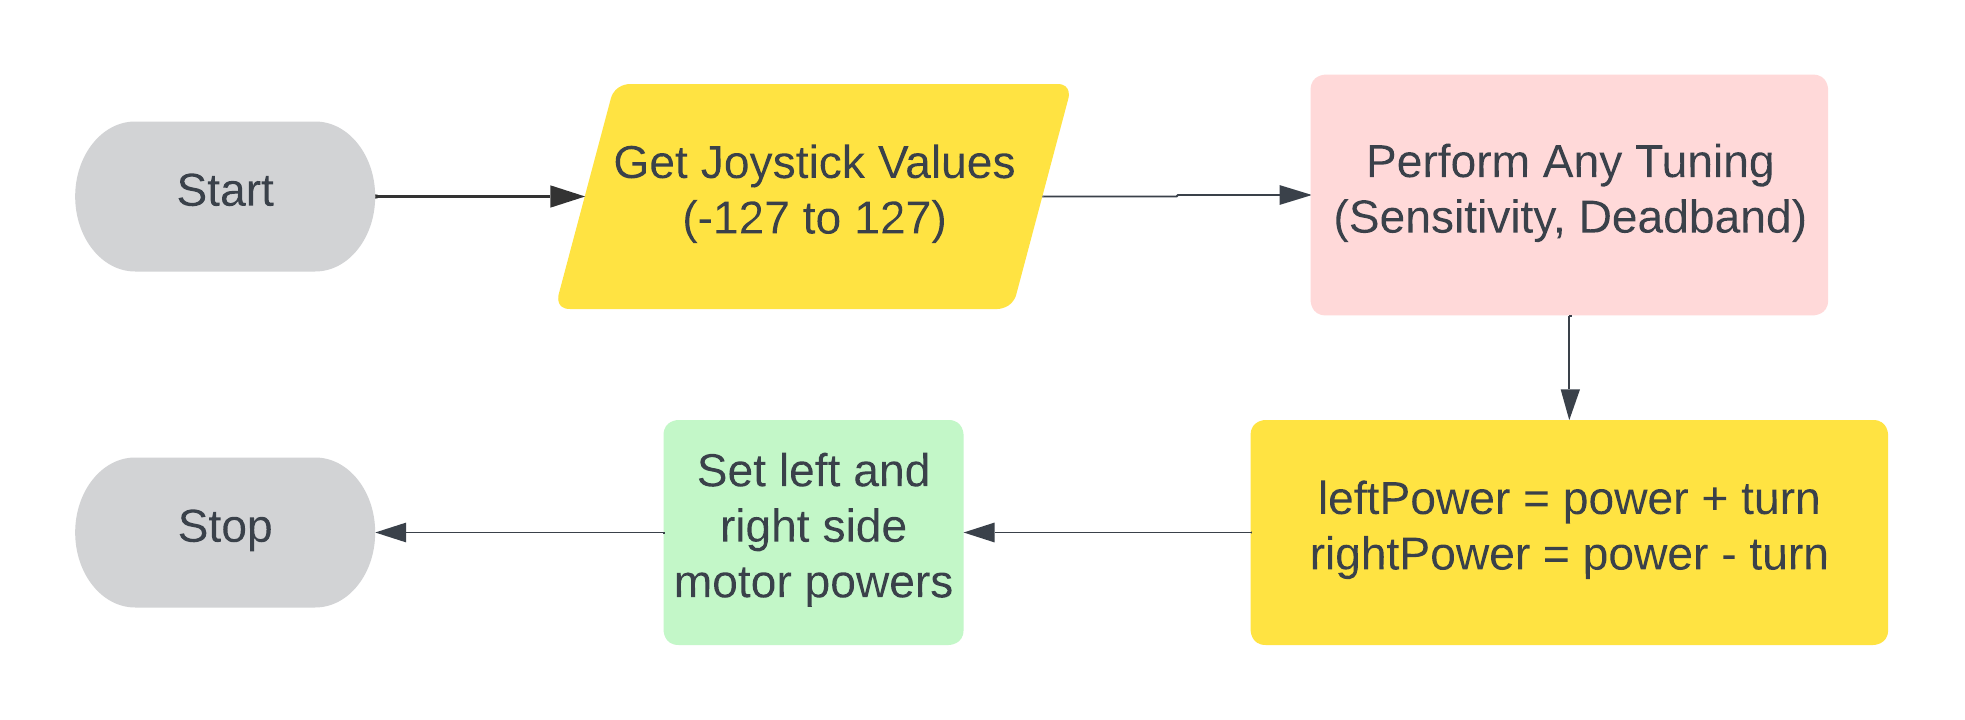 Start
Get Joystick Values
(-127 to 127)
Perform Any Tuning
(Sensitivity, Deadband)
leftPower = power + turn
rightPower = power - turn
Set left and
right side
motor powers
Stop